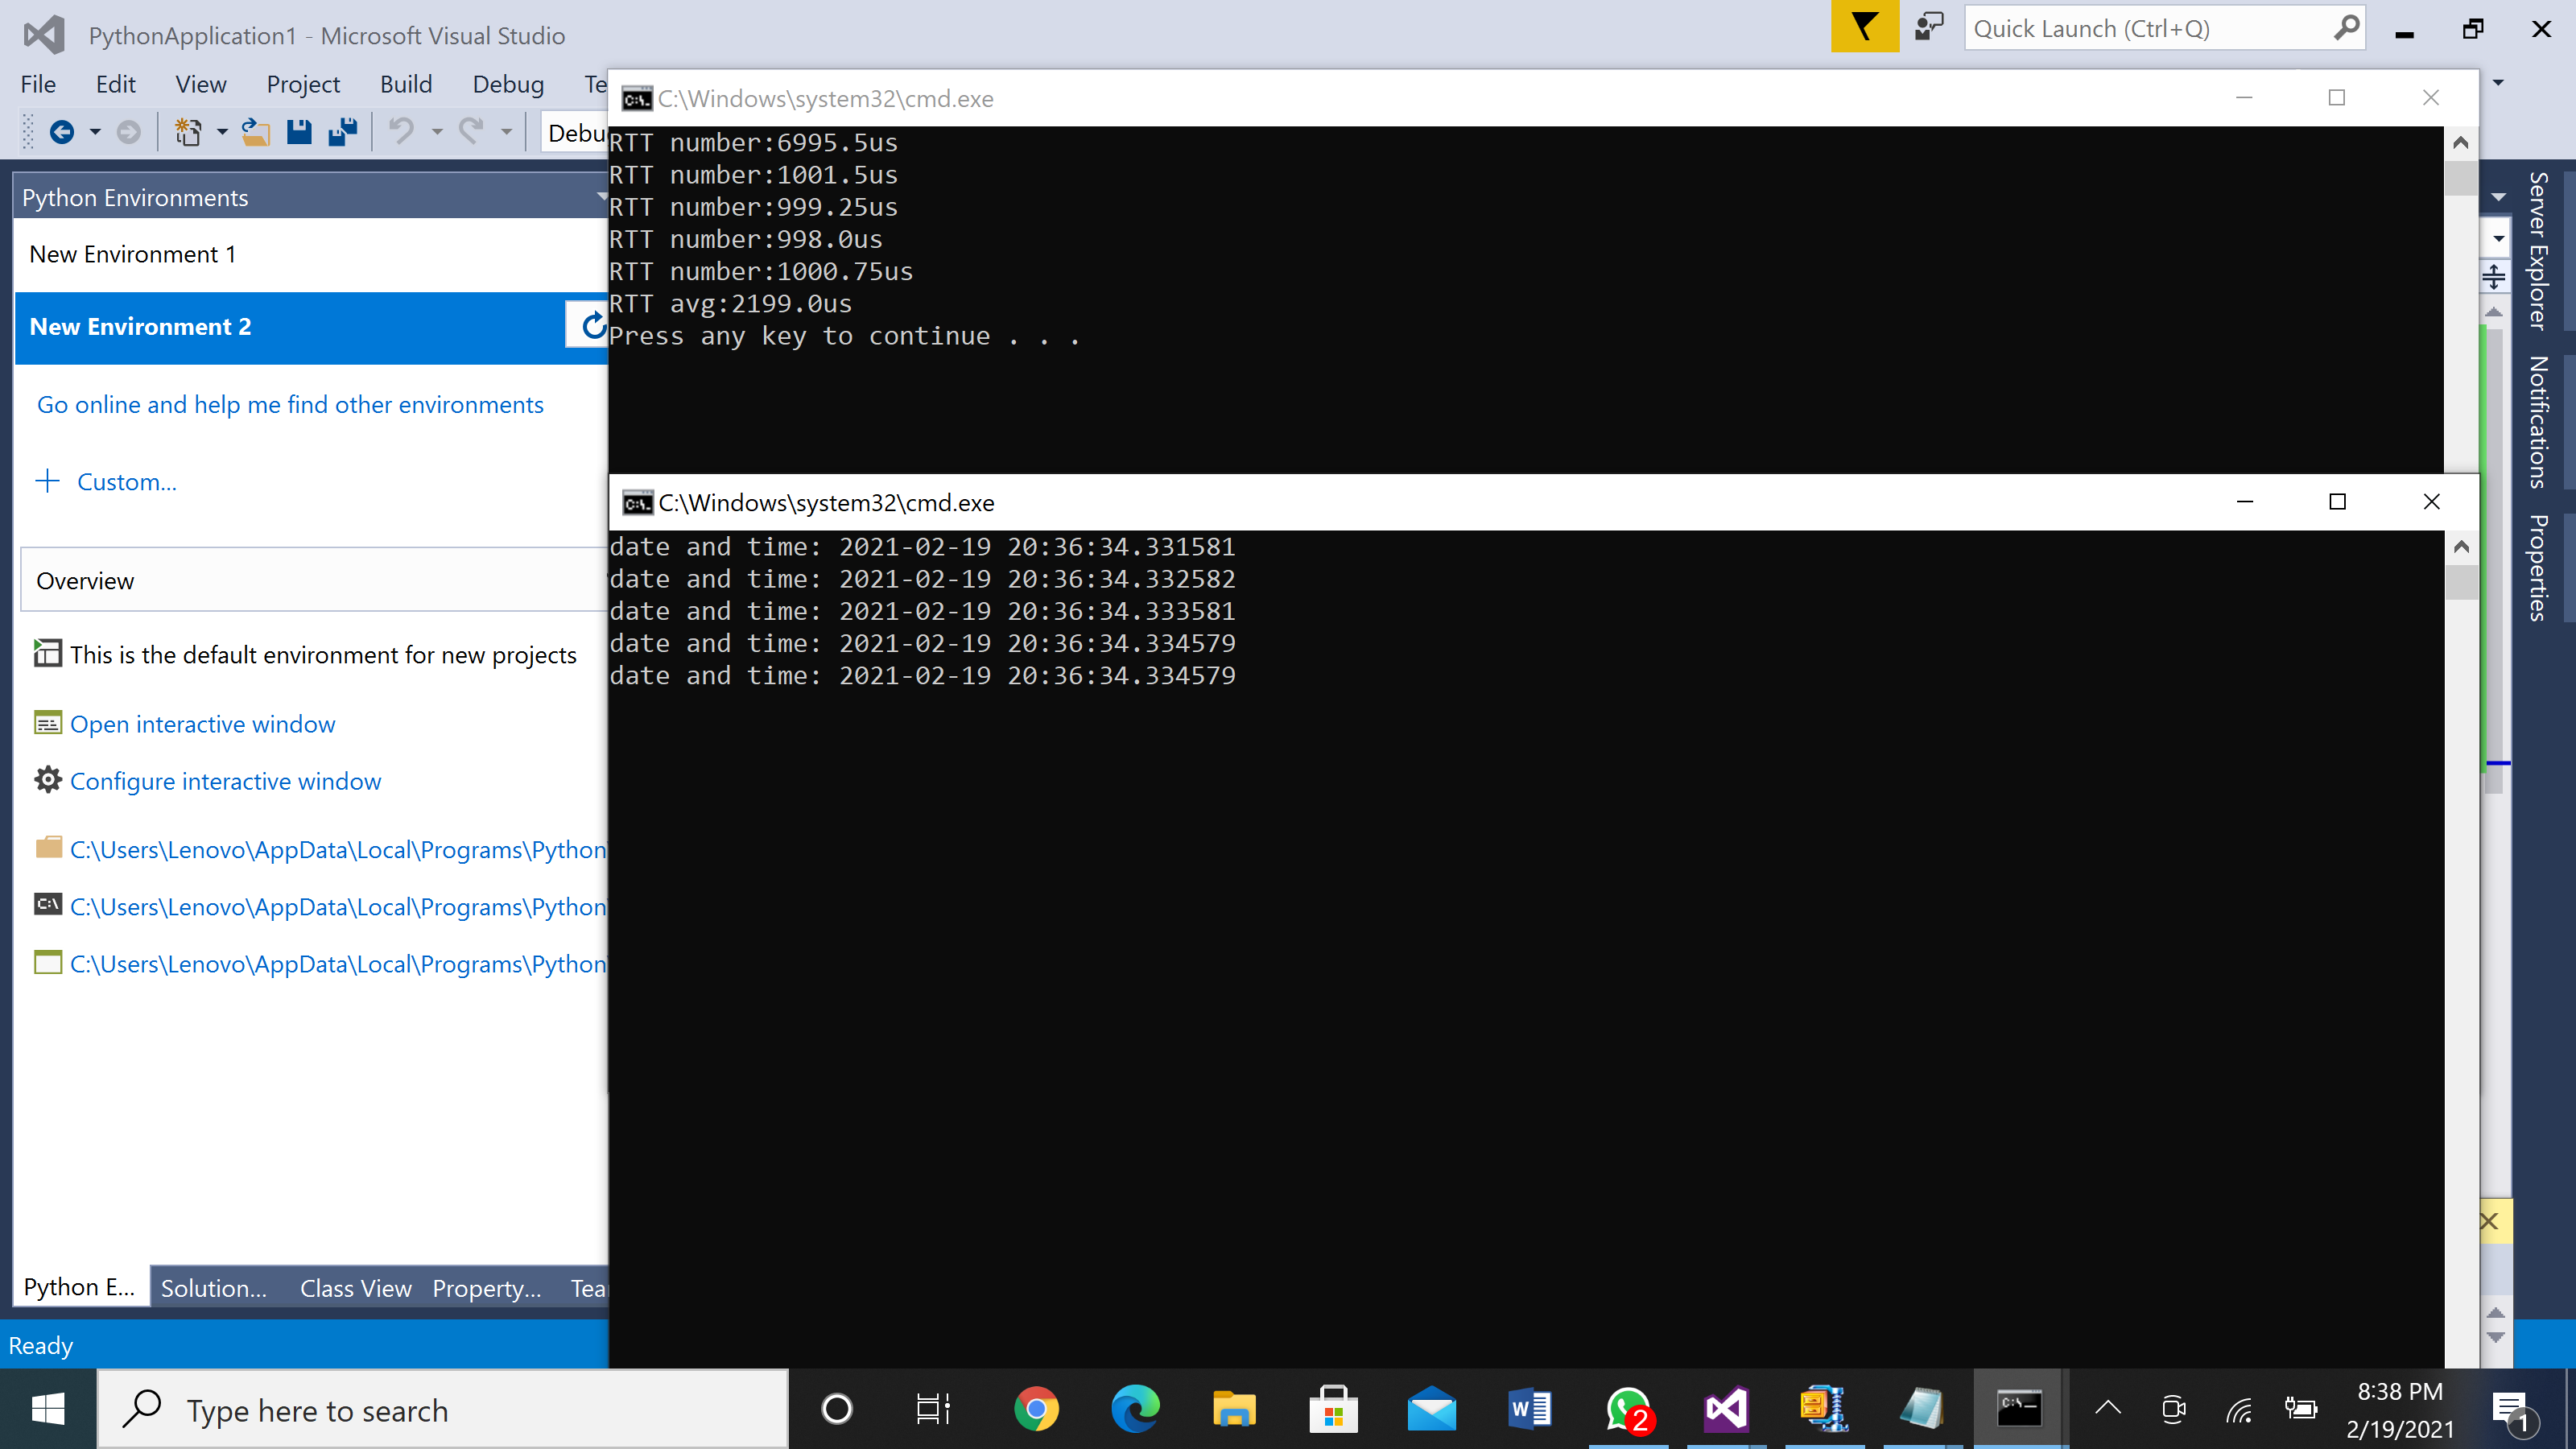 PythonApplication1 - Microsoft Visual Studio
Quick Launch (Ctrl+Q)
File Edit View Project Build Debug Te
Debu
Python Environments
New Environment 1
New Environment 2
Go online and help me find other environments
Custom...
Overview
This is the default environment for new projects
Open interactive window
Configure interactive window
C:\Users\Lenovo\AppData\Local\Programs\Python\
C:\Users\Lenovo\AppData\Local\Programs\Python\
C:\Users\Lenovo\AppData\Local\Programs\Python\
Python E... Solution... Class View Property... Tea
Ready
C:\Windows\system32\cmd.exe
RTT number:6995.5us
RTT number:1001.5us
RTT number:999.25us
RTT number:998.0us
RTT number:1000.75us
RTT avg:2199.0us
Press any key to continue . . .
C:\Windows\system32\cmd.exe
date and time: 2021-02-19 20:36:34.331581
date and time: 2021-02-19 20:36:34.332582
date and time: 2021-02-19 20:36:34.333581
date and time: 2021-02-19 20:36:34.334579
date and time: 2021-02-19 20:36:34.334579
Server Explorer
Notifications
Properties
Type here to search
2
8:38 PM
2/19/2021
1